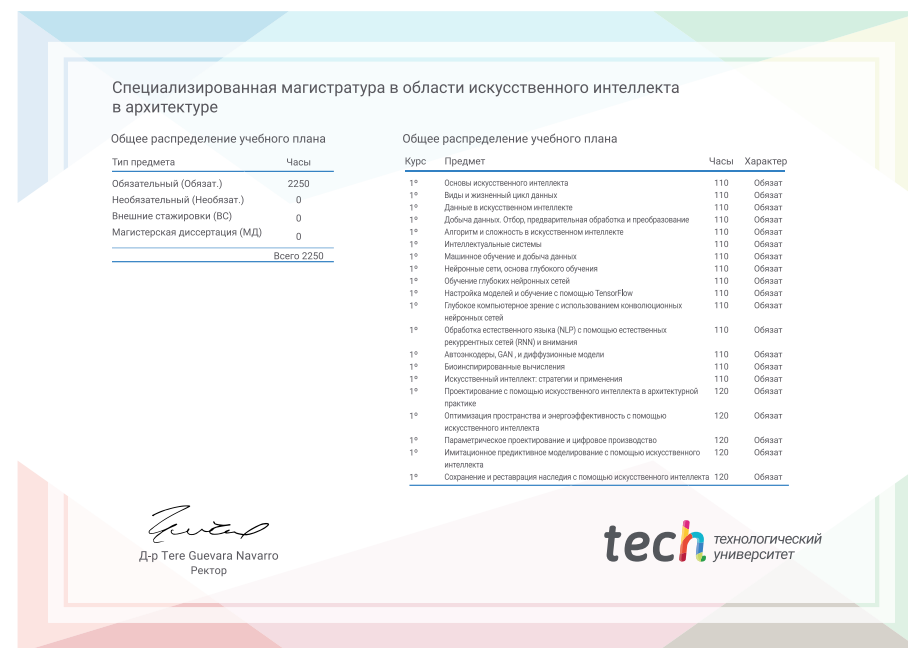 Специализированная магистратура в области искусственного интеллекта
в архитектуре
Общее распределение учебного плана
Тип предмета Часы
Обязательный (Обязат.) 2250
Необязательный (Необязат.) 0
Внешние стажировки (ВС) 0
Магистерская диссертация (МД) 0
Всего 2250
Общее распределение учебного плана
Курс Предмет Часы Характер
1º Основы искусственного интеллекта 110 Обязат
1º Виды и жизненный цикл данных 110 Обязат
1º Данные в искусственном интеллекте 110 Обязат
1º Добыча данных. Отбор, предварительная обработка и преобразование 110 Обязат
1º Алгоритм и сложность в искусственном интеллекте 110 Обязат
1º Интеллектуальные системы 110 Обязат
1º Машинное обучение и добыча данных 110 Обязат
1º Нейронные сети, основа глубокого обучения 110 Обязат
1º Обучение глубоких нейронных сетей 110 Обязат
1º Настройка моделей и обучение с помощью TensorFlow 110 Обязат
1º Глубокое компьютерное зрение с использованием конволюционных 110 Обязат
нейронных сетей
1º Обработка естественного языка (NLP) с помощью естественных 110 Обязат
рекуррентных сетей (RNN) и внимания
1º Автоэнкодеры, GAN , и диффузионные модели 110 Обязат
1º Биоинспирированные вычисления 110 Обязат
1º Искусственный интеллект: стратегии и применения 110 Обязат
1º Проектирование с помощью искусственного интеллекта в архитектурной 120 Обязат
практике
1º Оптимизация пространства и энергоэффективность с помощью 120 Обязат
искусственного интеллекта
1º Параметрическое проектирование и цифровое производство 120 Обязат
1º Имитационное предиктивное моделирование с помощью искусственного 120 Обязат
интеллекта
1º Сохранение и реставрация наследия с помощью искусственного интеллекта 120 Обязат
Д-р Tere Guevara Navarro
Ректор
tech технологический
университет